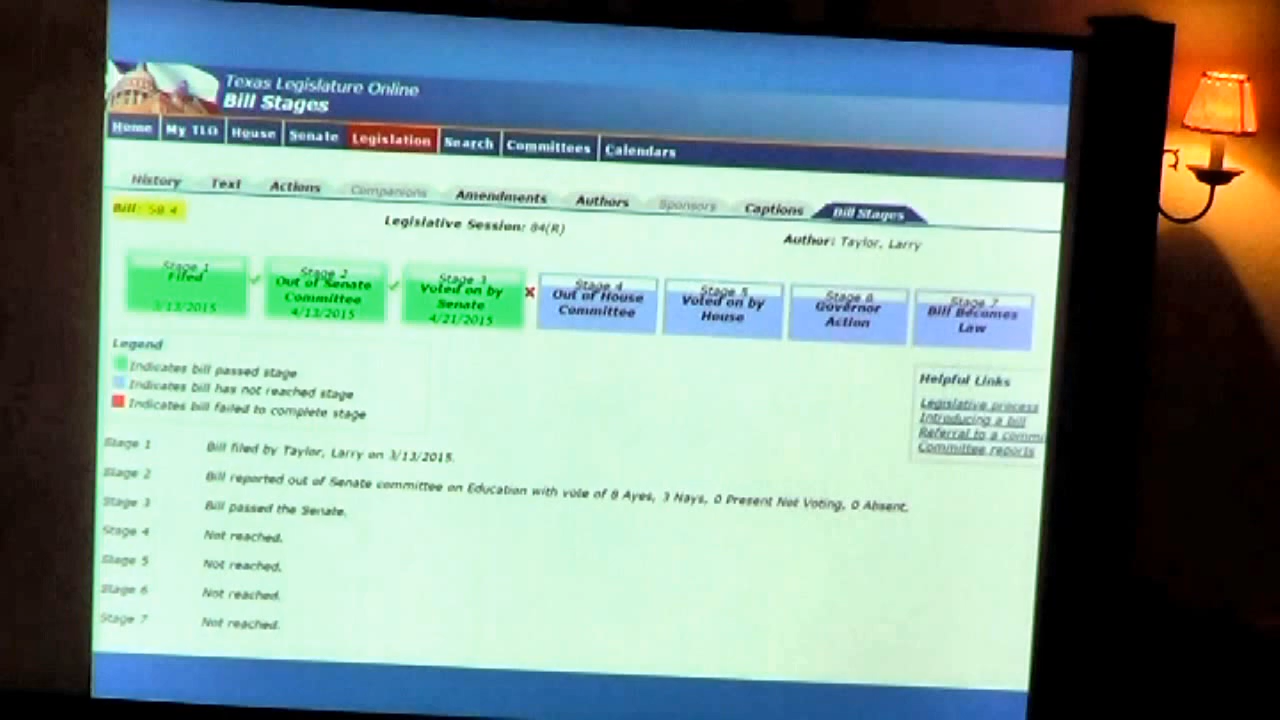 Texas Legislature Online
Bill Stages
Home My TLO House Senate Legislation Search Committees Calendars
History Text Actions Companions Amendments Authors Sponsors Captions Bill Stages
Bill: SB 4
Legislative Session: 84(R)
Author: Taylor, Larry
Stage 1
Filed
3/13/2015
Stage 2
Out of Senate
Committee
4/13/2015
Stage 3
Voted on by
Senate
4/21/2015
Stage 4
Out of House
Committee
Stage 5
Voted on by
House
Stage 6
Governor
Action
Stage 7
Bill Becomes
Law
Legend
Indicates bill passed stage
Indicates bill has not reached stage
Indicates bill failed to complete stage
Helpful Links
Legislative process
Introducing a bill
Referral to a comm
Committee reports
Stage 1 Bill filed by Taylor, Larry on 3/13/2015.
Stage 2 Bill reported out of Senate committee on Education with vote of 8 Ayes, 3 Nays, 0 Present Not Voting, 0 Absent.
Stage 3 Bill passed the Senate.
Stage 4 Not reached.
Stage 5 Not reached.
Stage 6 Not reached.
Stage 7 Not reached.